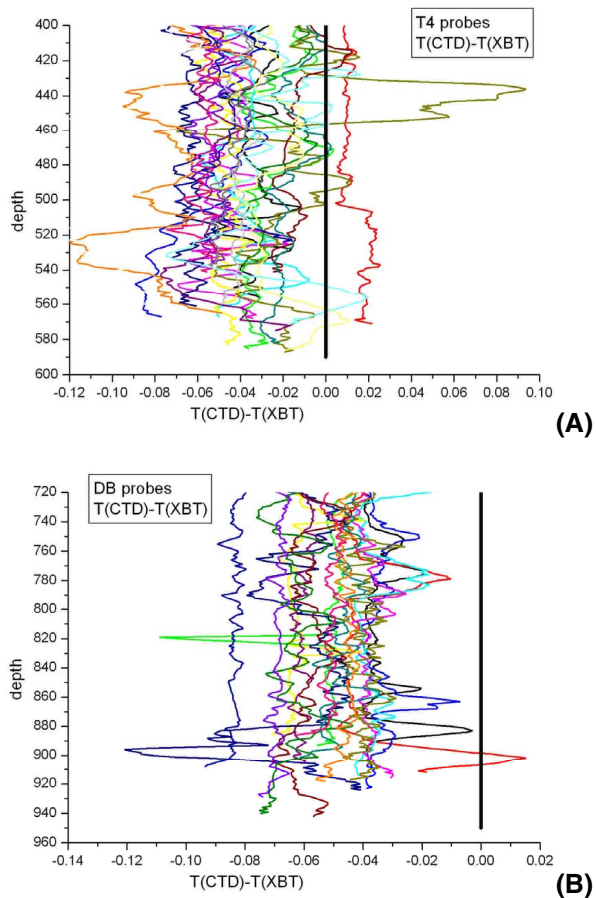 T4 probes
T(CTD)-T(XBT)
400
420
440
460
480
500
520
540
560
580
600
depth
-0.12 -0.10 -0.08 -0.06 -0.04 -0.02 0.00 0.02 0.04 0.06 0.08 0.10
T(CTD)-T(XBT)
(A)
DB probes
T(CTD)-T(XBT)
720
740
760
780
800
820
840
860
880
900
920
940
960
depth
-0.14 -0.12 -0.10 -0.08 -0.06 -0.04 -0.02 0.00 0.02
T(CTD)-T(XBT)
(B)